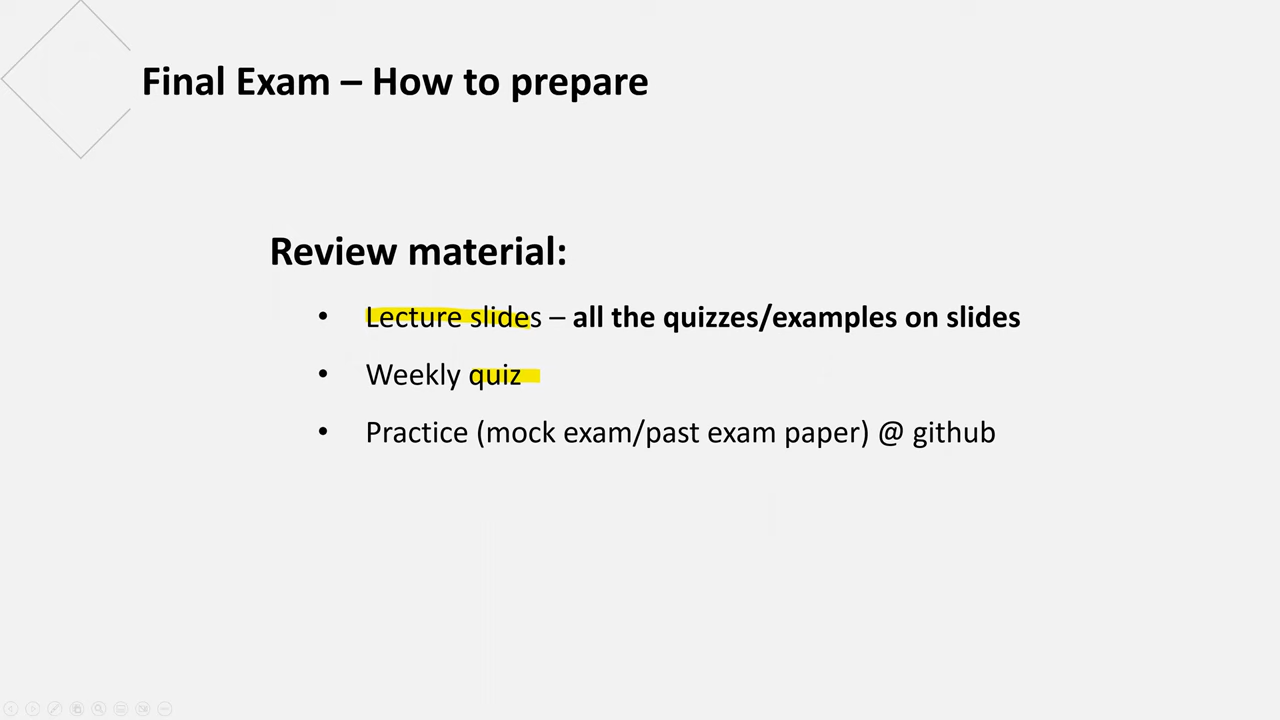 Final Exam – How to prepare
Review material:
• Lecture slides – all the quizzes/examples on slides
• Weekly quiz
• Practice (mock exam/past exam paper) @ github